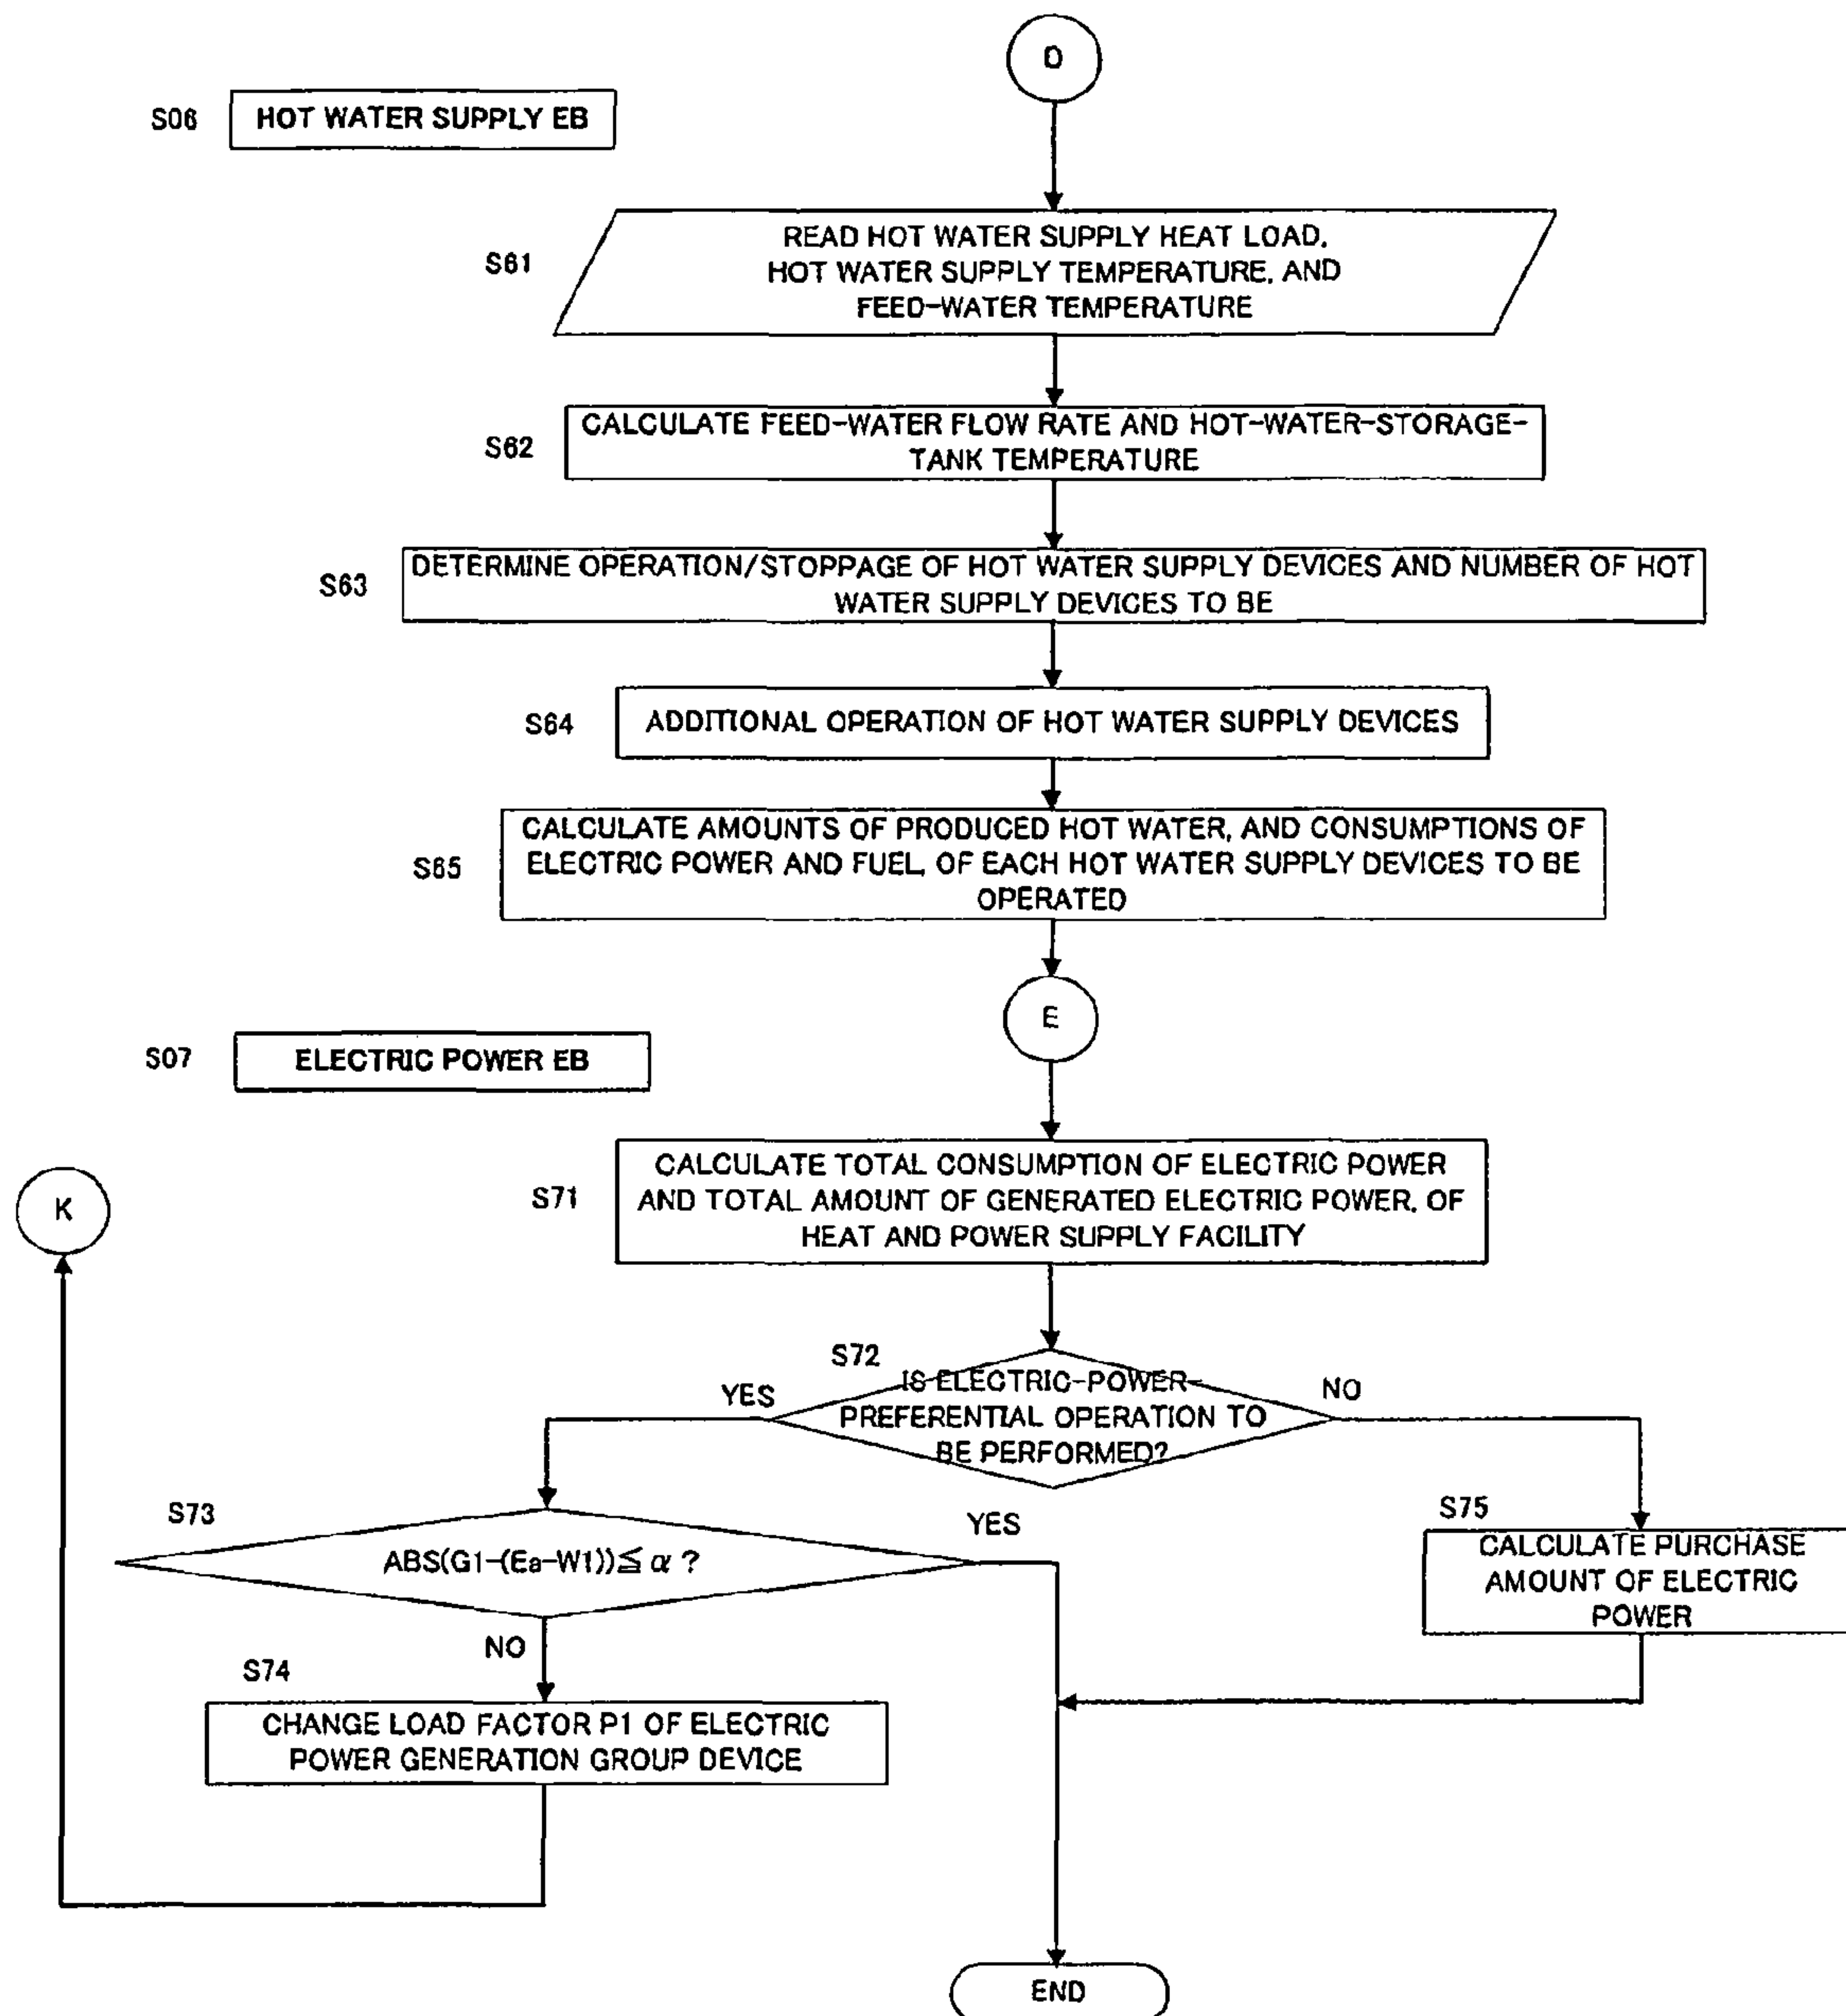 D
S06
HOT WATER SUPPLY EB
S61
READ HOT WATER SUPPLY HEAT LOAD,
HOT WATER SUPPLY TEMPERATURE, AND
FEED-WATER TEMPERATURE
S62
CALCULATE FEED-WATER FLOW RATE AND HOT-WATER-STORAGE-
TANK TEMPERATURE
S63
DETERMINE OPERATION/STOPPAGE OF HOT WATER SUPPLY DEVICES AND NUMBER OF HOT
WATER SUPPLY DEVICES TO BE
S64
ADDITIONAL OPERATION OF HOT WATER SUPPLY DEVICES
S65
CALCULATE AMOUNTS OF PRODUCED HOT WATER, AND CONSUMPTIONS OF
ELECTRIC POWER AND FUEL, OF EACH HOT WATER SUPPLY DEVICES TO BE
OPERATED
E
S07
ELECTRIC POWER EB
K
S71
CALCULATE TOTAL CONSUMPTION OF ELECTRIC POWER
AND TOTAL AMOUNT OF GENERATED ELECTRIC POWER, OF
HEAT AND POWER SUPPLY FACILITY
S72
IS ELECTRIC-POWER-
PREFERENTIAL OPERATION TO
BE PERFORMED?
YES
NO
S73
ABS(G1-(Ea-W1))≦α?
YES
NO
S75
CALCULATE PURCHASE
AMOUNT OF ELECTRIC
POWER
S74
CHANGE LOAD FACTOR P1 OF ELECTRIC
POWER GENERATION GROUP DEVICE
END